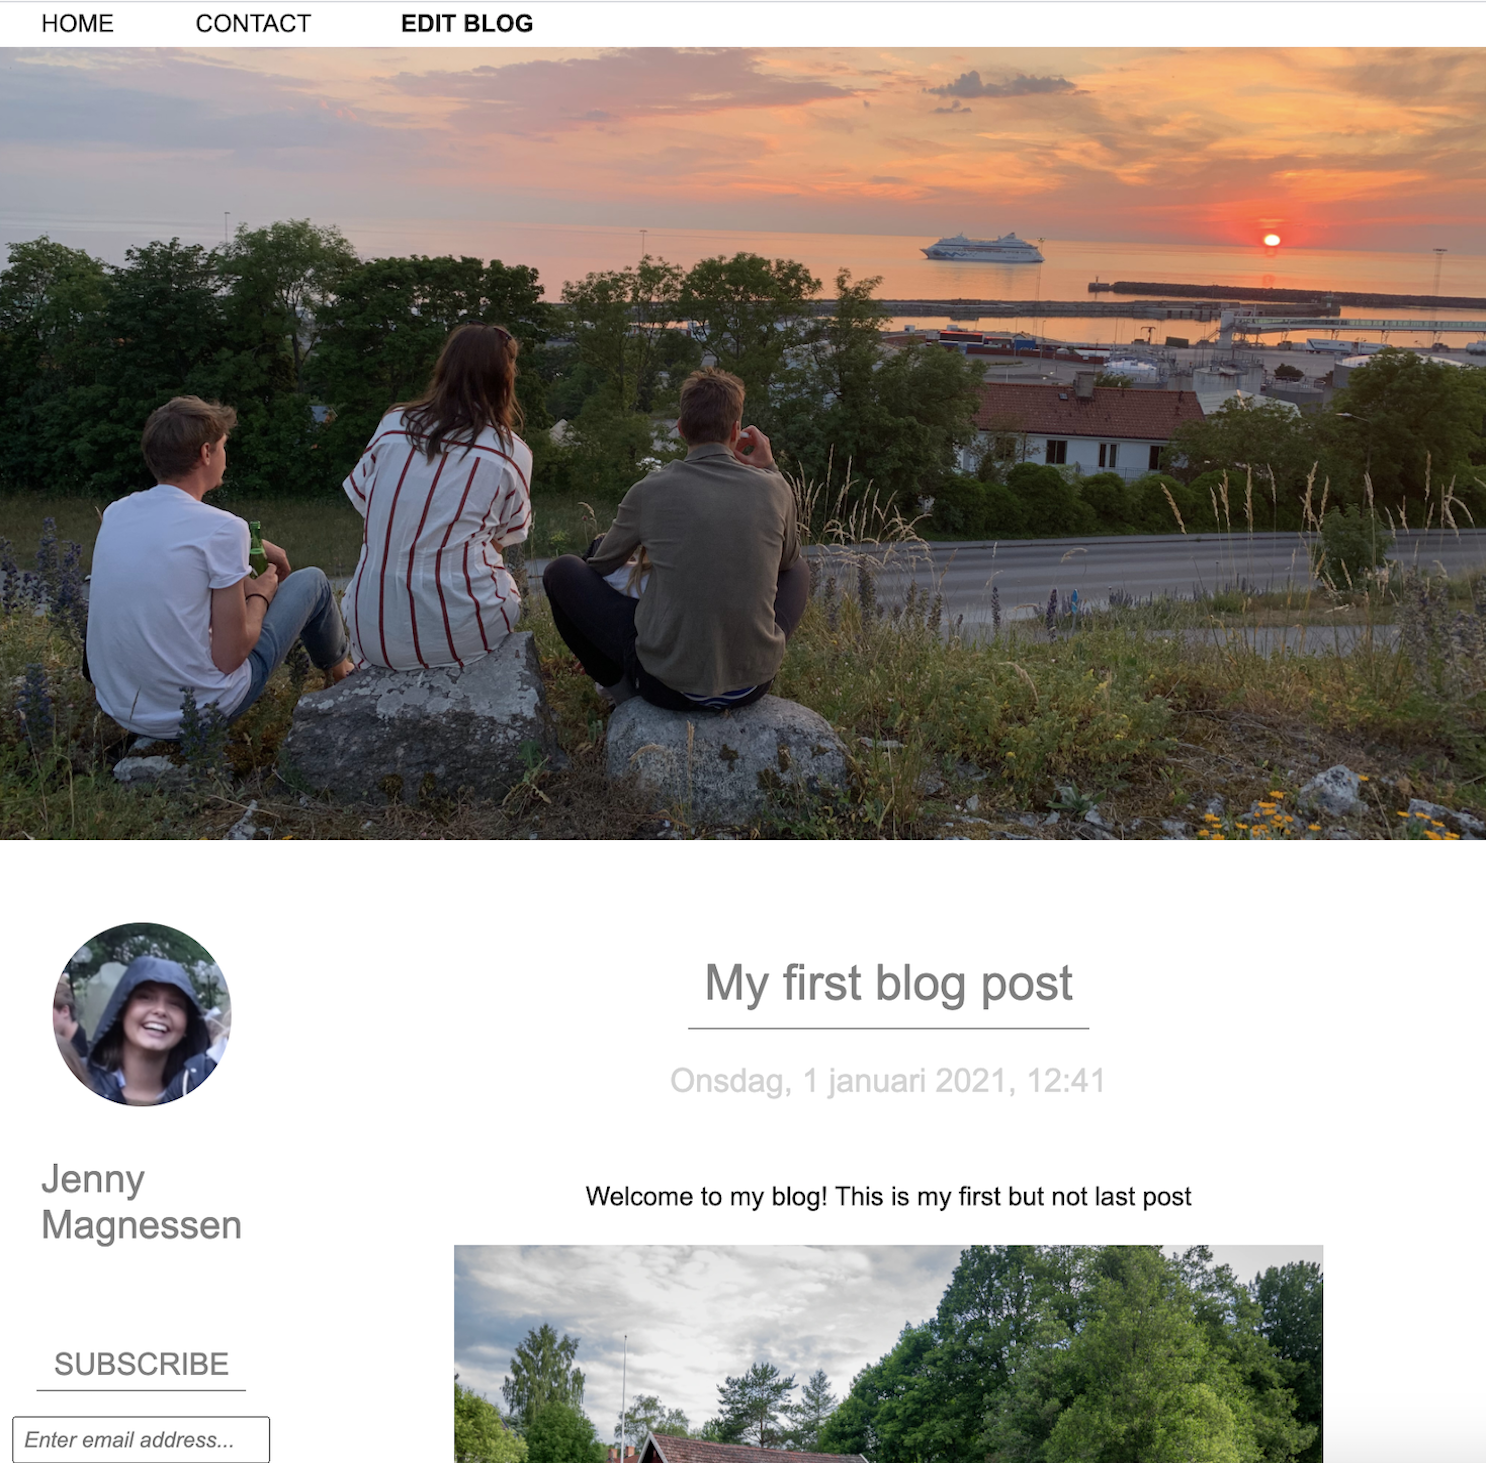 HOME CONTACT EDIT BLOG
My first blog post
Onsdag, 1 januari 2021, 12:41
Welcome to my blog! This is my first but not last post
Jenny
Magnessen
SUBSCRIBE
Enter email address...